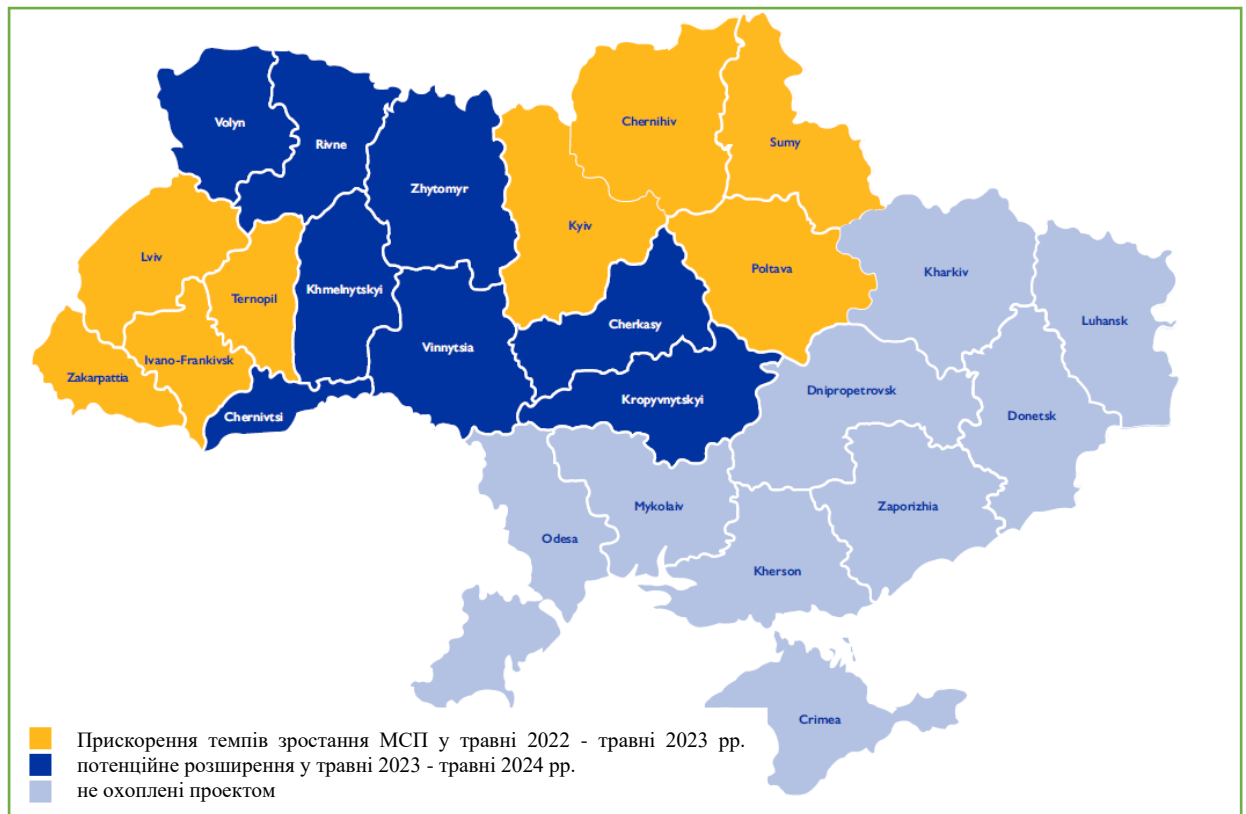 Chernihiv
Volyn
Sumy
Rivne
Zhytomyr
Kyiv
Lviv
Poltava
Kharkiv
Khmelnytskyi
Ternopil
Luhansk
Cherkasy
Vinnytsia
Ivano-Frankivsk
Zakarpattia
Dnipropetrovsk
Kropyvnytskyi
Donetsk
Chernivtsi
Mykolaiv
Zaporizhia
Odesa
Kherson
Crimea
Прискорення темпів зростання МСП у травні 2022 - травні 2023 рр.
потенційне розширення у травні 2023 - травні 2024 рр.
не охоплені проектом